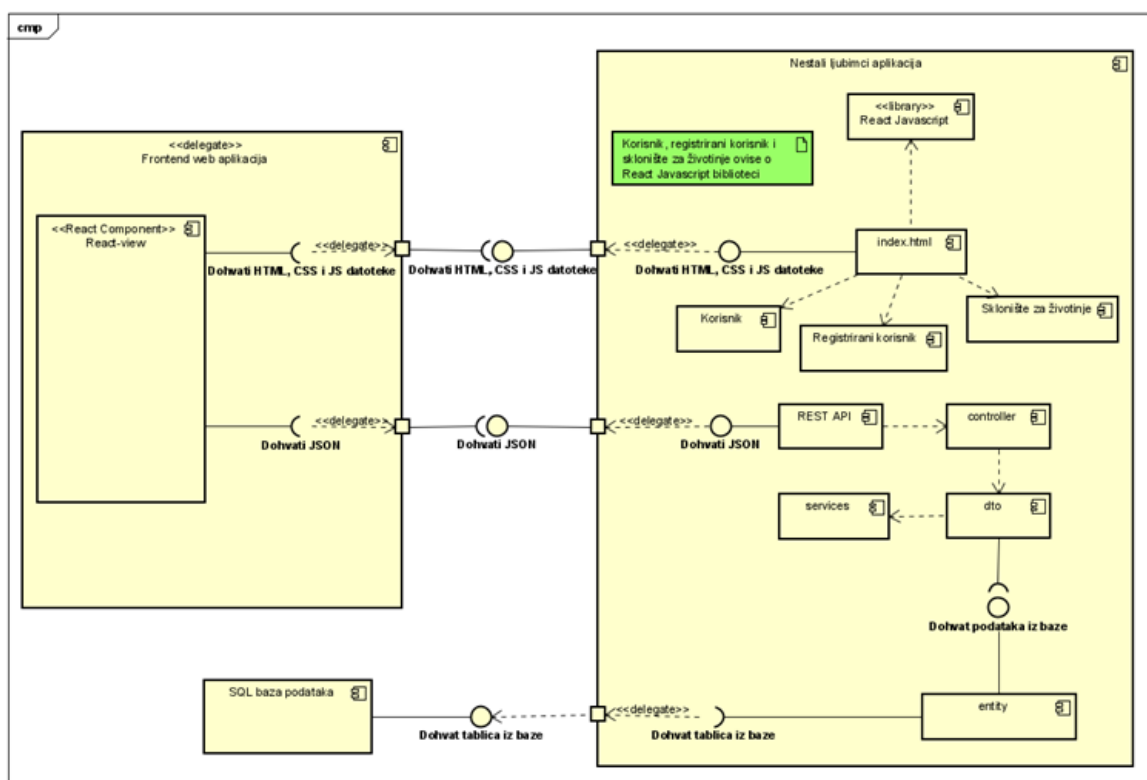 cmp
Nestali ljubimci aplikacija
<<library>>
React Javascript
<<delegate>>
Frontend web aplikacija
Korisnik, registrirani korisnik i
sklonište za životinje ovise o
React Javascript biblioteci
<<React Component>>
React-view
<<delegate>>
Dohvati HTML, CSS i JS datoteke
Dohvati HTML, CSS i JS datoteke
<<delegate>>
Dohvati HTML, CSS i JS datoteke
index.html
Korisnik
Registrirani korisnik
Sklonište za životinje
<<delegate>>
Dohvati JSON
Dohvati JSON
<<delegate>>
Dohvati JSON
REST API
controller
services
dto
Dohvat podataka iz baze
SQL baza podataka
Dohvat tablica iz baze
<<delegate>>
Dohvat tablica iz baze
entity